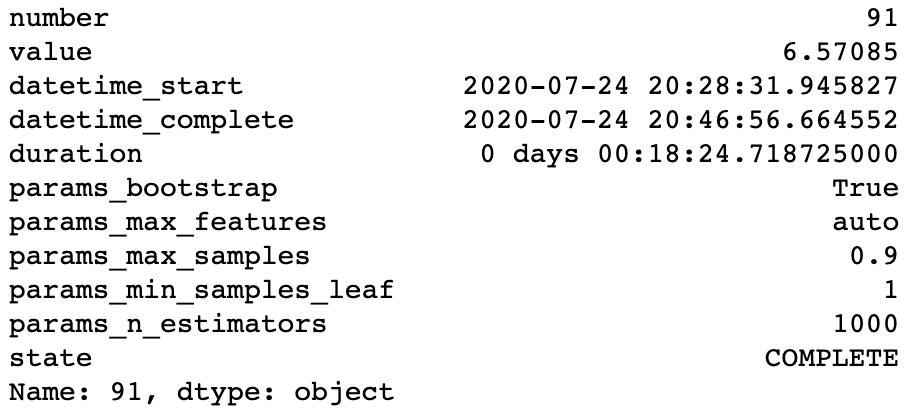 number 91
value 6.57085
datetime_start 2020-07-24 20:28:31.945827
datetime_complete 2020-07-24 20:46:56.664552
duration 0 days 00:18:24.718725000
params_bootstrap True
params_max_features auto
params_max_samples 0.9
params_min_samples_leaf 1
params_n_estimators 1000
state COMPLETE
Name: 91, dtype: object